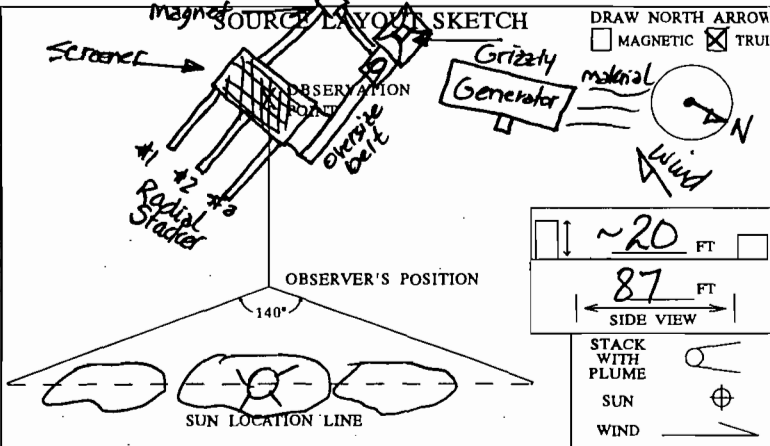 SOURCE LAYOUT SKETCH
Magnet
DRAW NORTH ARROW
MAGNETIC
Screener
Grizzly
OBSERVATION
POINT
Generator
material
N
oversize
belt
wind
#1
#2
Radial
Stacker
~20 FT
OBSERVER'S POSITION
87 FT
140°
SIDE VIEW
STACK
WITH
PLUME
SUN
SUN LOCATION LINE
WIND